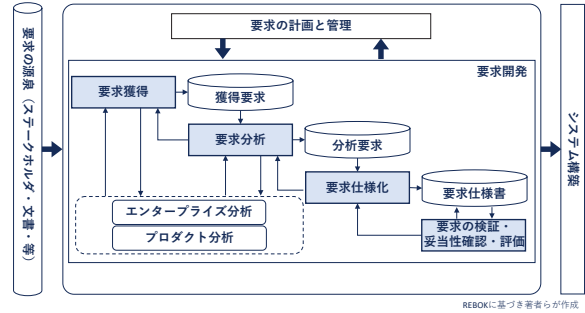 要求の源泉（ステークホルダ・文書・等）
要求の計画と管理
要求開発
要求獲得
獲得要求
要求分析
分析要求
要求仕様化
要求仕様書
エンタープライズ分析
プロダクト分析
要求の検証・
妥当性確認・評価
システム構築
REBOKに基づき著者らが作成